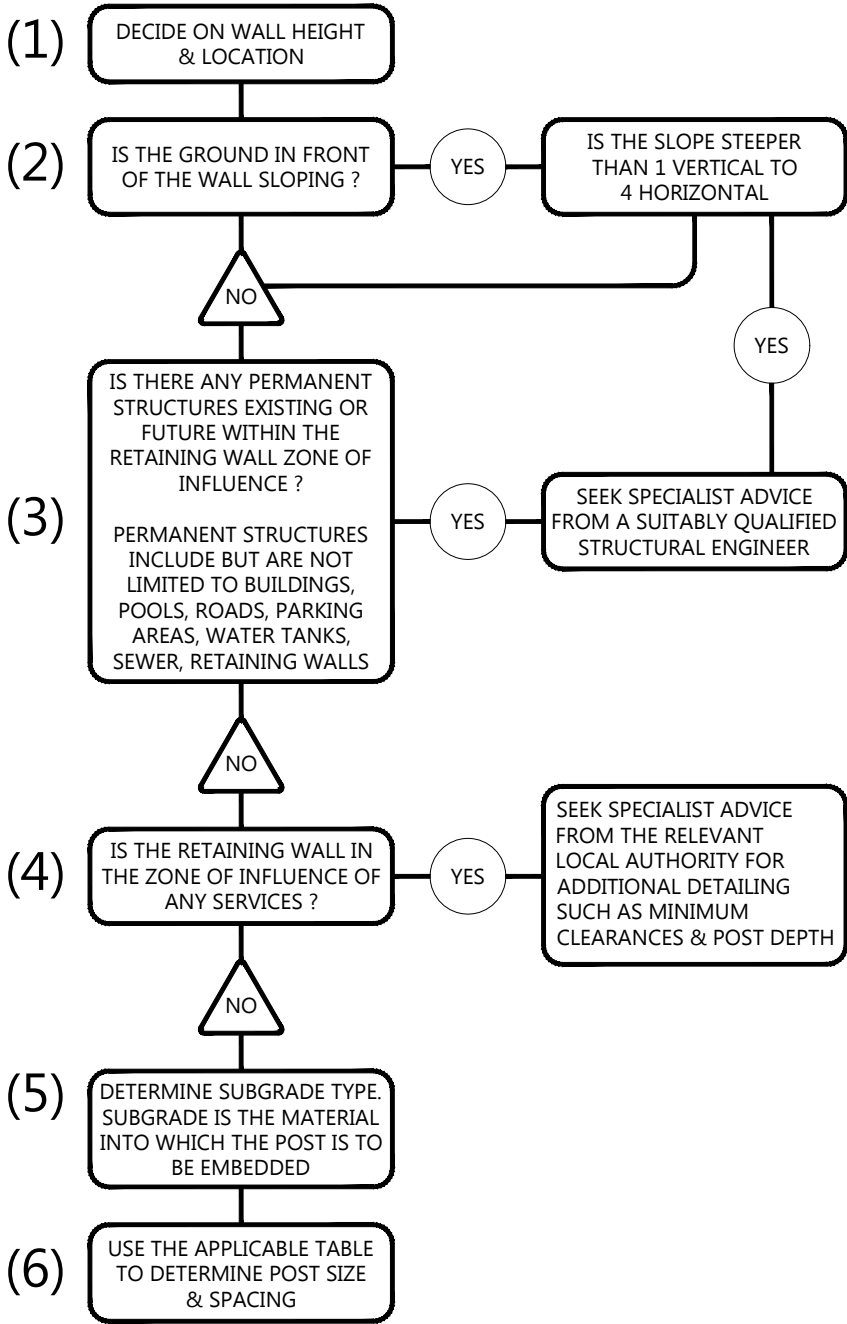 (1)
DECIDE ON WALL HEIGHT
& LOCATION
(2)
IS THE GROUND IN FRONT
OF THE WALL SLOPING ?
YES
IS THE SLOPE STEEPER
THAN 1 VERTICAL TO
4 HORIZONTAL
NO
YES
(3)
IS THERE ANY PERMANENT
STRUCTURES EXISTING OR
FUTURE WITHIN THE
RETAINING WALL ZONE OF
INFLUENCE ?
PERMANENT STRUCTURES
INCLUDE BUT ARE NOT
LIMITED TO BUILDINGS,
POOLS, ROADS, PARKING
AREAS, WATER TANKS,
SEWER, RETAINING WALLS
YES
SEEK SPECIALIST ADVICE
FROM A SUITABLY QUALIFIED
STRUCTURAL ENGINEER
NO
(4)
IS THE RETAINING WALL IN
THE ZONE OF INFLUENCE OF
ANY SERVICES ?
YES
SEEK SPECIALIST ADVICE
FROM THE RELEVANT
LOCAL AUTHORITY FOR
ADDITIONAL DETAILING
SUCH AS MINIMUM
CLEARANCES & POST DEPTH
NO
(5)
DETERMINE SUBGRADE TYPE.
SUBGRADE IS THE MATERIAL
INTO WHICH THE POST IS TO
BE EMBEDDED
(6)
USE THE APPLICABLE TABLE
TO DETERMINE POST SIZE
& SPACING